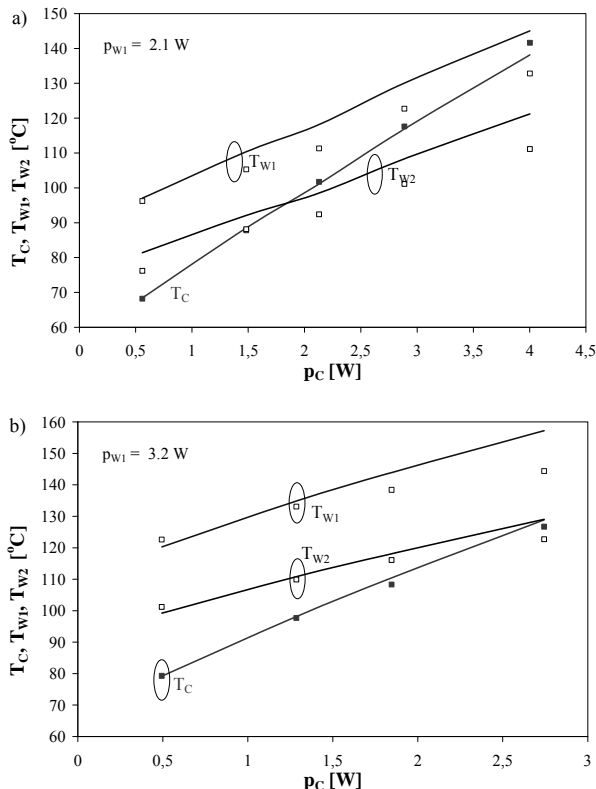 a)
150
140
130
120
110
100
90
80
70
60
T_C, T_W1, T_W2 [°C]
p_W1 = 2.1 W
T_W1
T_W2
T_C
0 0,5 1 1,5 2 2,5 3 3,5 4 4,5
p_C [W]
b)
160
150
140
130
120
110
100
90
80
70
60
T_C, T_W1, T_W2 [°C]
p_W1 = 3.2 W
T_W1
T_W2
T_C
0 0,5 1 1,5 2 2,5 3
p_C [W]